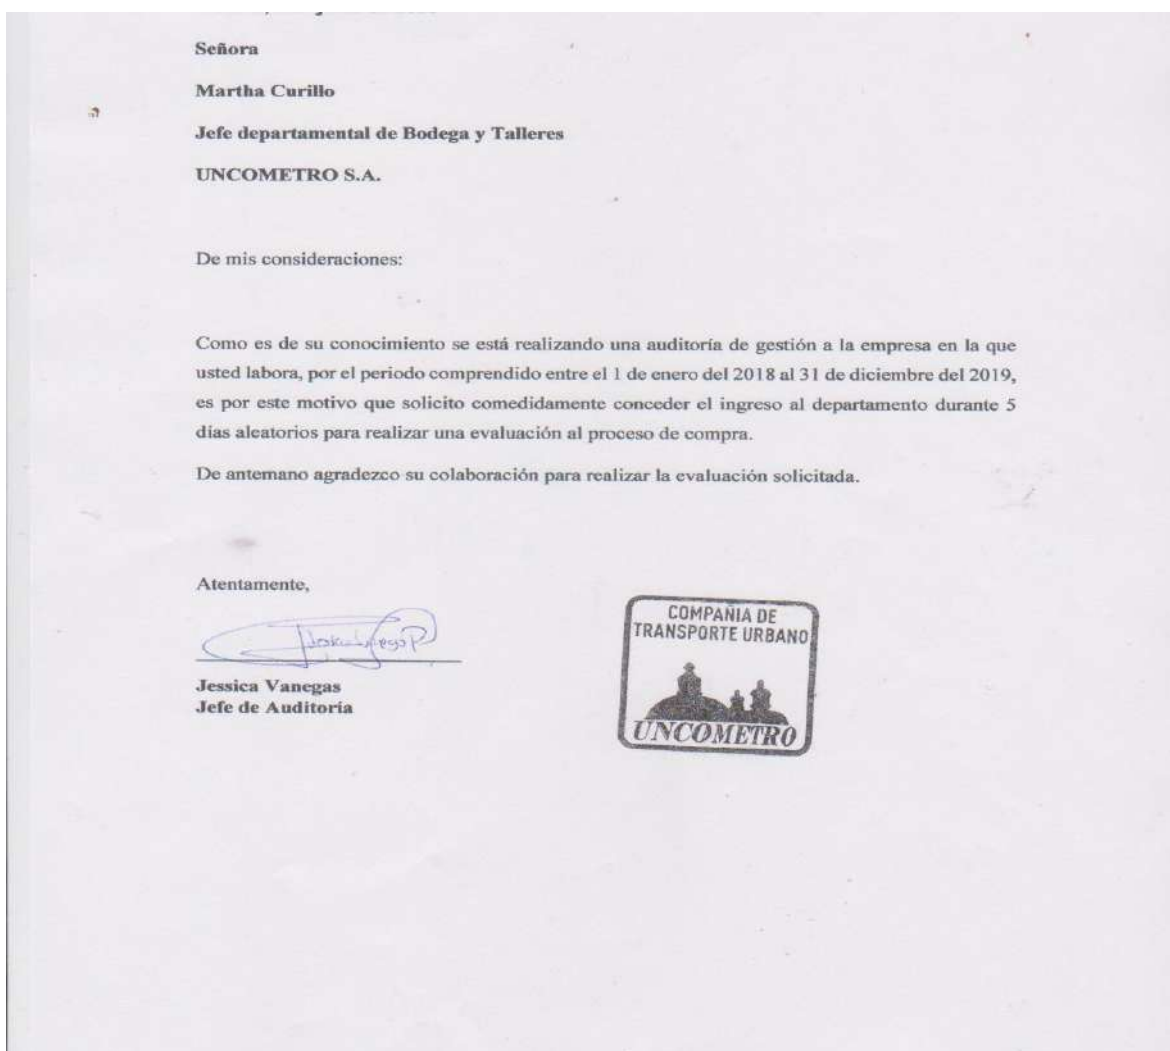 Señora
Martha Curillo
Jefe departamental de Bodega y Talleres
UNCOMETRO S.A.
De mis consideraciones:
Como es de su conocimiento se está realizando una auditoría de gestión a la empresa en la que
usted labora, por el periodo comprendido entre el 1 de enero del 2018 al 31 de diciembre del 2019,
es por este motivo que solicito comedidamente conceder el ingreso al departamento durante 5
días aleatorios para realizar una evaluación al proceso de compra.
De antemano agradezco su colaboración para realizar la evaluación solicitada.
Atentamente,
Jessica Vanegas
Jefe de Auditoría
COMPAÑIA DE
TRANSPORTE URBANO
UNCOMETRO